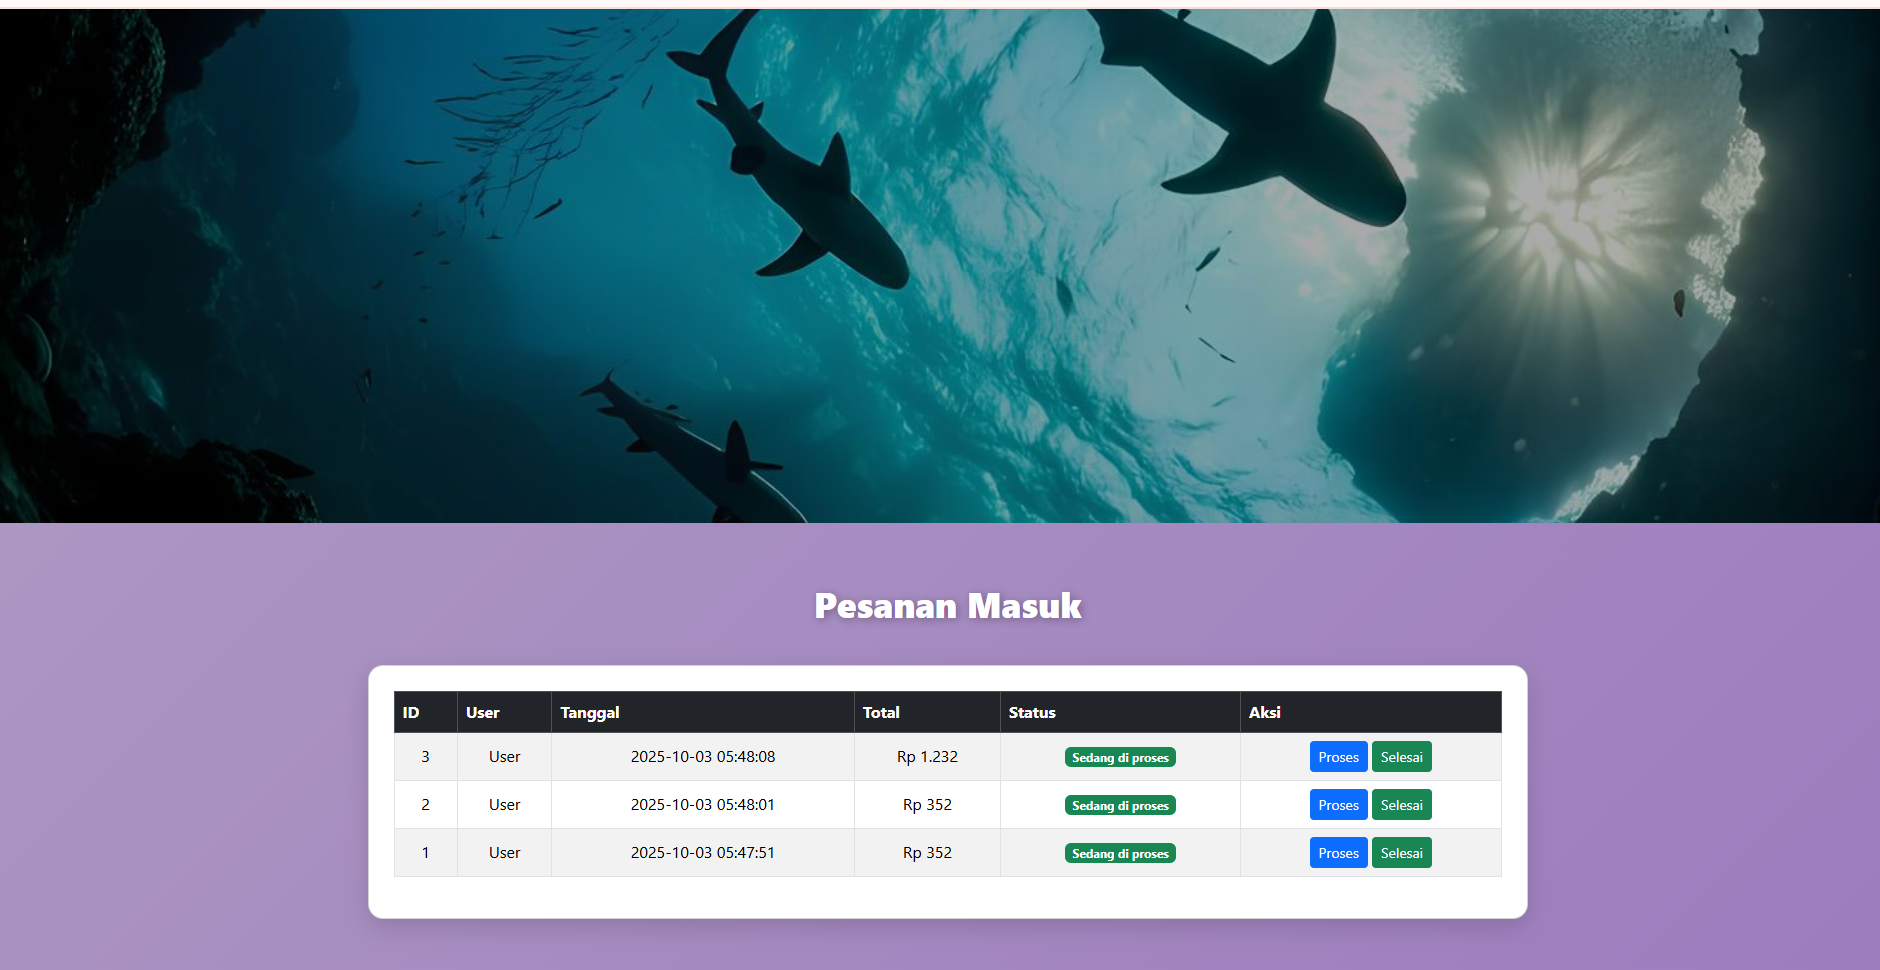 Pesanan Masuk
ID User Tanggal Total Status Aksi
3 User 2025-10-03 05:48:08 Rp 1.232 Sedang di proses Proses Selesai
2 User 2025-10-03 05:48:01 Rp 352 Sedang di proses Proses Selesai
1 User 2025-10-03 05:47:51 Rp 352 Sedang di proses Proses Selesai